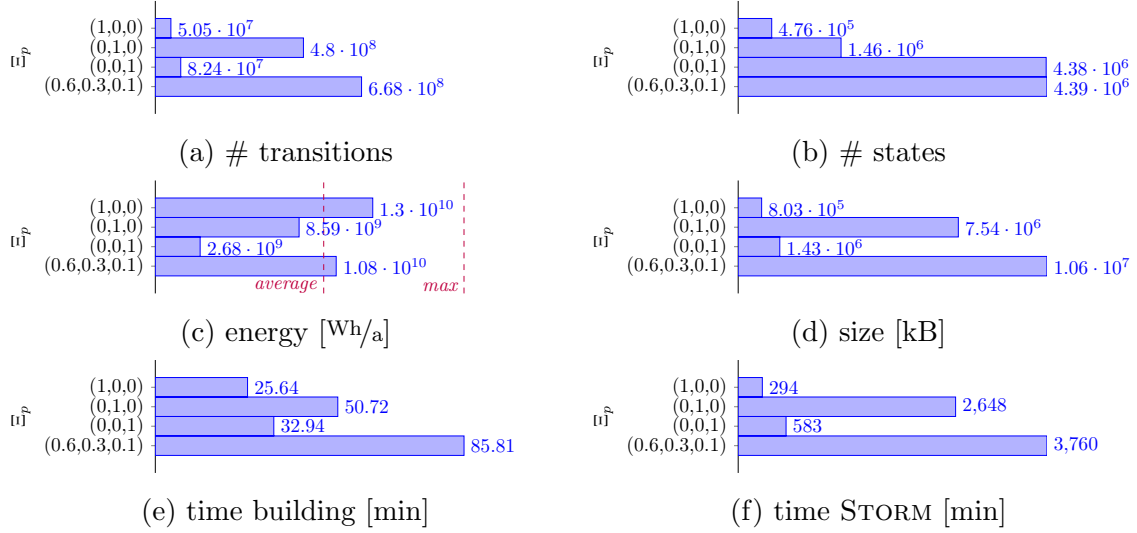 Ξ_p
(1,0,0) 5.05 · 10^7
(0,1,0) 4.8 · 10^8
(0,0,1) 8.24 · 10^7
(0.6,0.3,0.1) 6.68 · 10^8
(a) # transitions
Ξ_p
(1,0,0) 4.76 · 10^5
(0,1,0) 1.46 · 10^6
(0,0,1) 4.38 · 10^6
(0.6,0.3,0.1) 4.39 · 10^6
(b) # states
Ξ_p
(1,0,0) 1.3 · 10^10
(0,1,0) 8.59 · 10^9
(0,0,1) 2.68 · 10^9
(0.6,0.3,0.1) 1.08 · 10^10
average max
(c) energy [Wh/a]
Ξ_p
(1,0,0) 8.03 · 10^5
(0,1,0) 7.54 · 10^6
(0,0,1) 1.43 · 10^6
(0.6,0.3,0.1) 1.06 · 10^7
(d) size [kB]
Ξ_p
(1,0,0) 25.64
(0,1,0) 50.72
(0,0,1) 32.94
(0.6,0.3,0.1) 85.81
(e) time building [min]
Ξ_p
(1,0,0) 294
(0,1,0) 2,648
(0,0,1) 583
(0.6,0.3,0.1) 3,760
(f) time STORM [min]